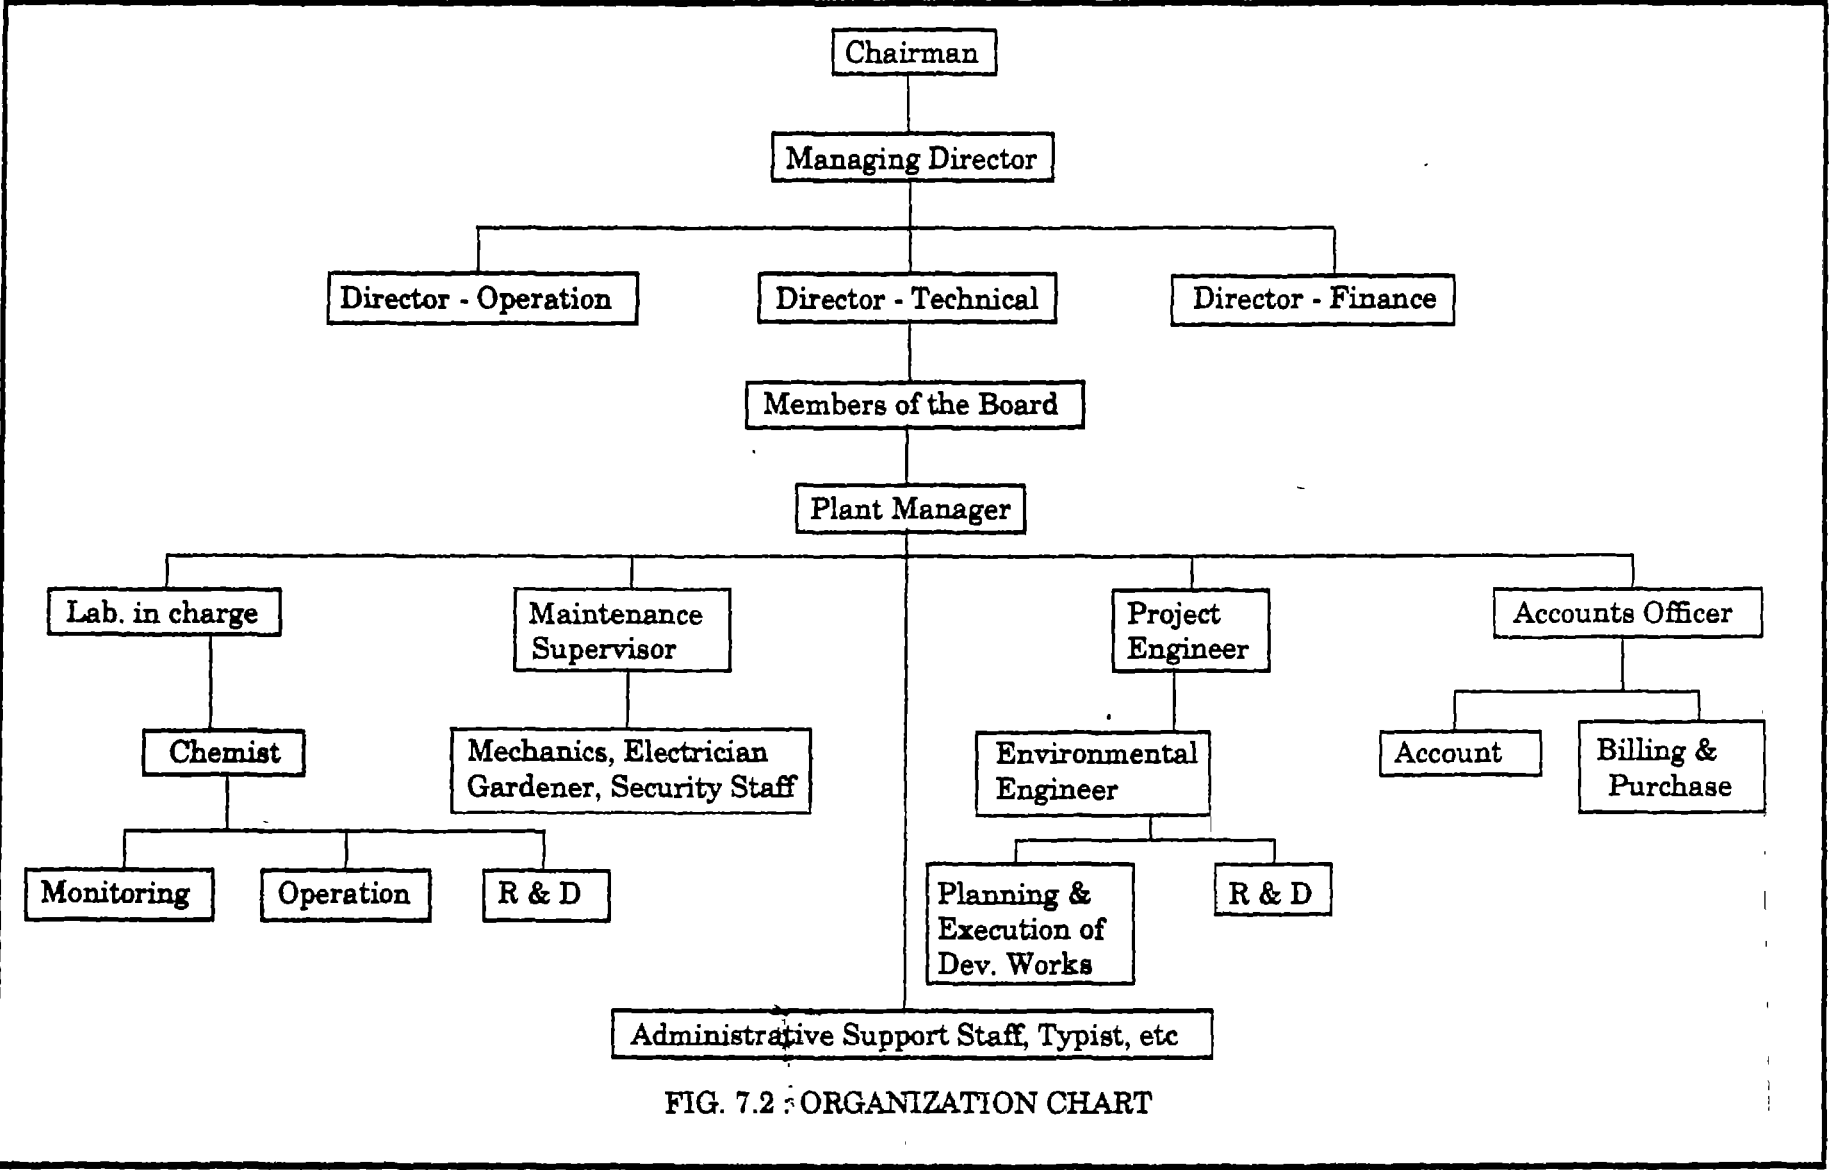 Chairman
Managing Director
Director - Operation
Director - Technical
Director - Finance
Members of the Board
Plant Manager
Lab. in charge
Maintenance
Supervisor
Project
Engineer
Accounts Officer
Chemist
Mechanics, Electrician
Gardener, Security Staff
Environmental
Engineer
Account
Billing &
Purchase
Monitoring
Operation
R & D
Planning &
Execution of
Dev. Works
R & D
Administrative Support Staff, Typist, etc
FIG. 7.2 : ORGANIZATION CHART